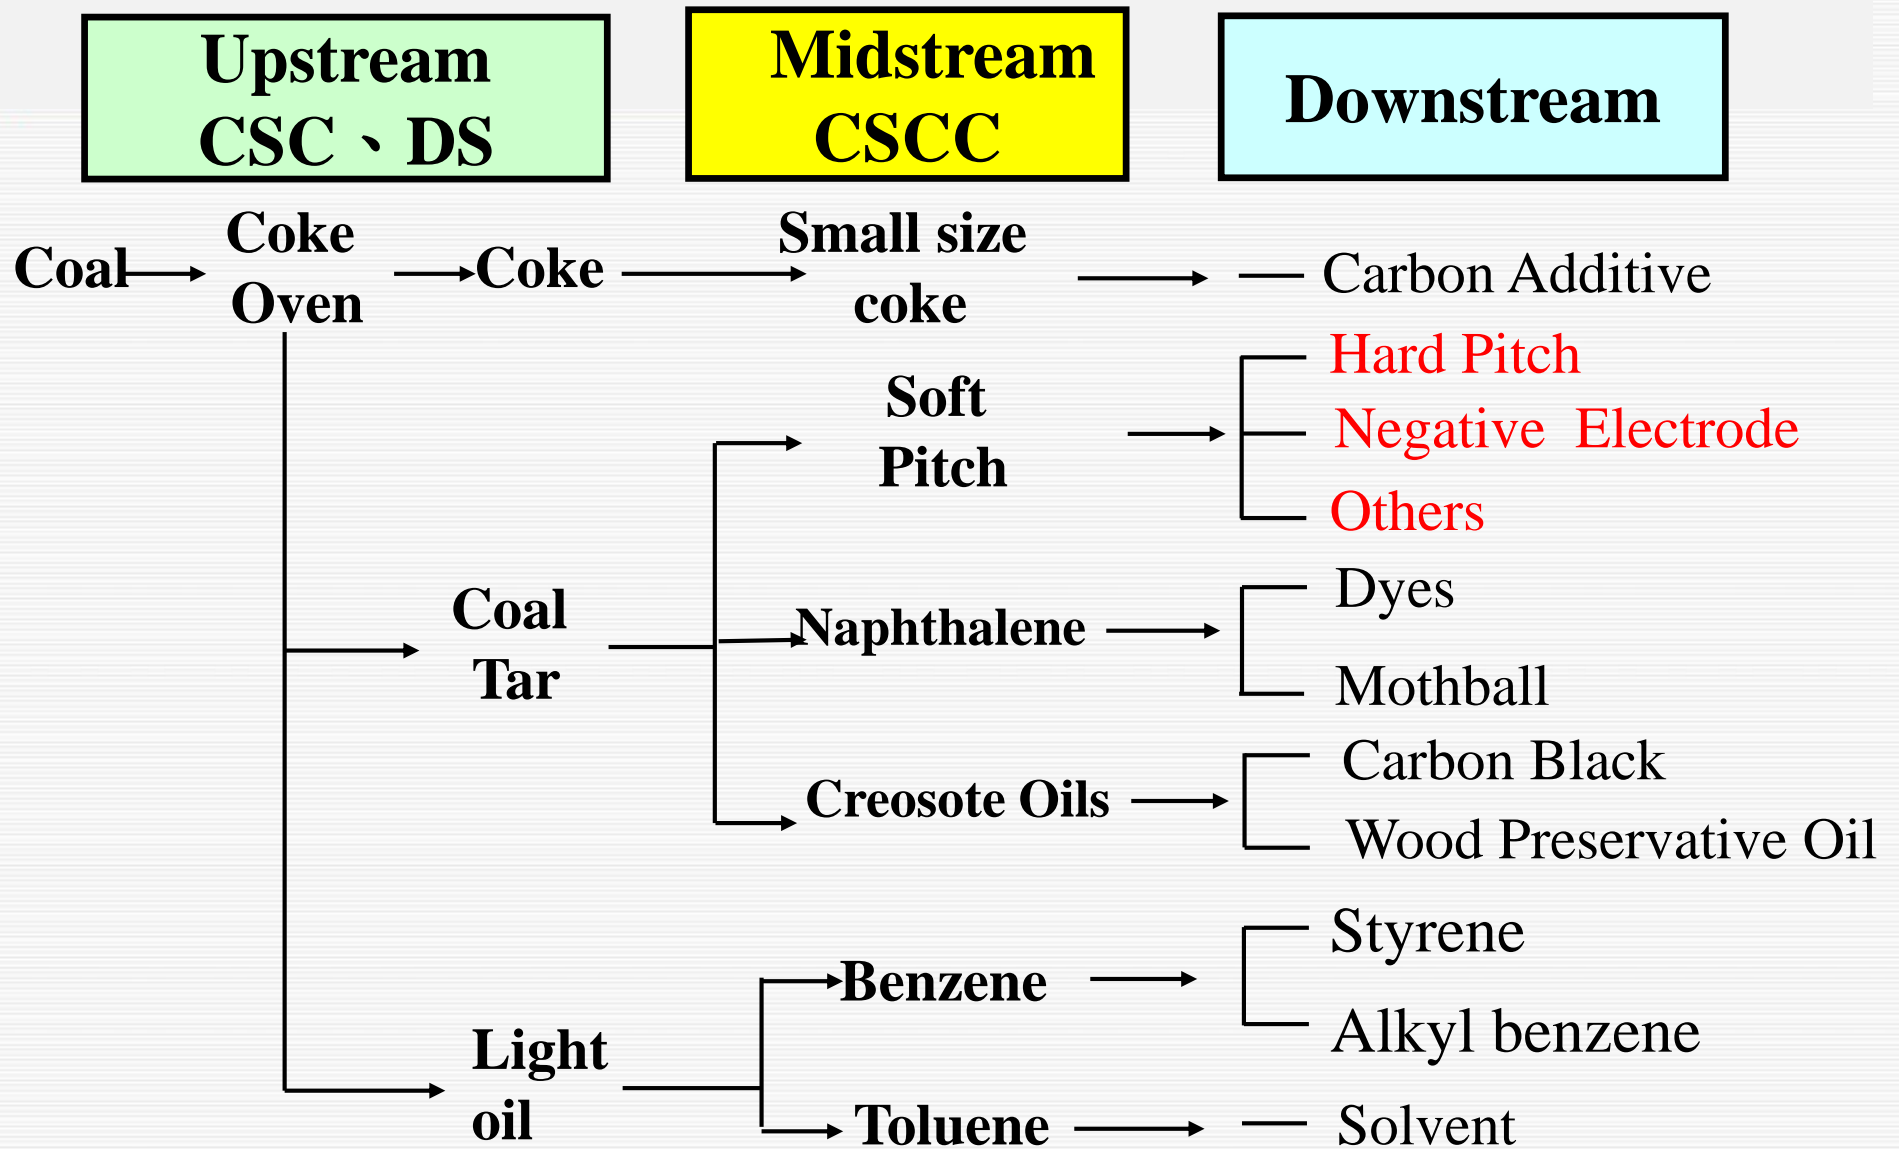 Upstream
CSC、DS
Midstream
CSCC
Downstream
Coal
Coke
Oven
Coke
Small size
coke
Carbon Additive
Soft
Pitch
Hard Pitch
Negative Electrode
Others
Coal
Tar
Naphthalene
Dyes
Mothball
Creosote Oils
Carbon Black
Wood Preservative Oil
Light
oil
Benzene
Styrene
Alkyl benzene
Toluene
Solvent